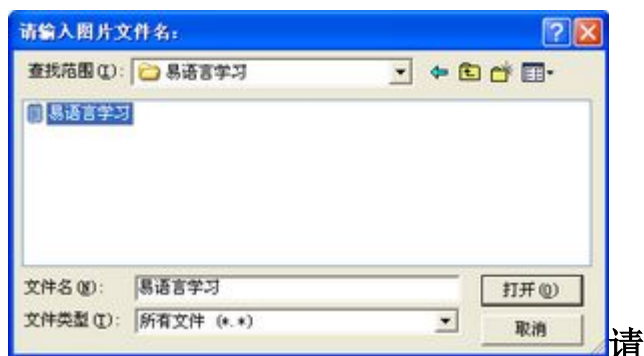 请输入图片文件名:
查找范围(I): 易语言学习
易语言学习
文件名(N): 易语言学习 打开(O)
文件类型(T): 所有文件 (*.*) 取消
请